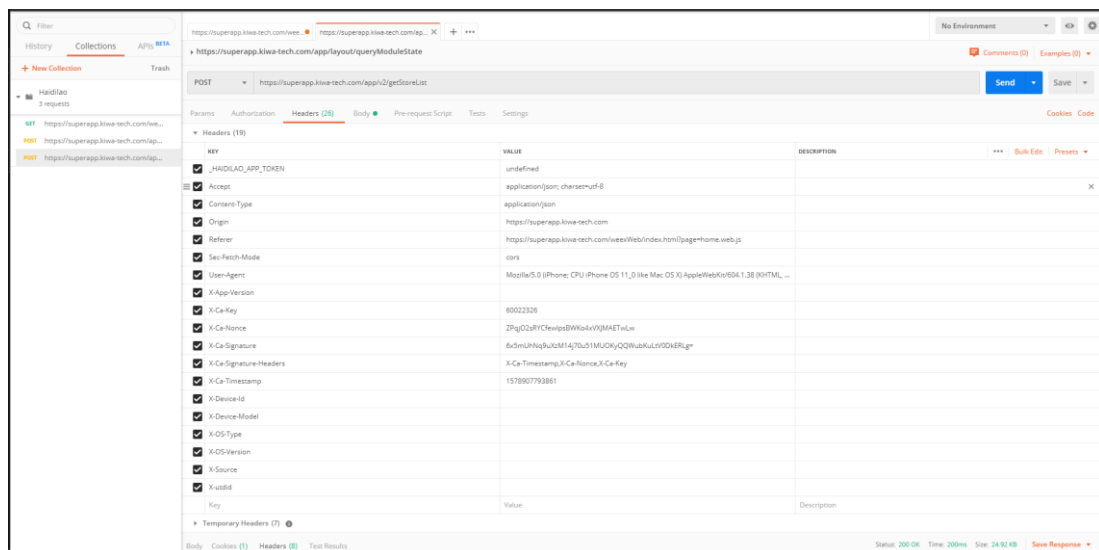 Filter
History Collections APIs BETA
+ New Collection Trash
Haidilao
3 requests
GET https://superapp.kiwa-tech.com/we...
POST https://superapp.kiwa-tech.com/ap...
POST https://superapp.kiwa-tech.com/ap...
https://superapp.kiwa-tech.com/wee... https://superapp.kiwa-tech.com/ap... X + •••
No Environment
https://superapp.kiwa-tech.com/app/layout/queryModuleState
Comments (0) Examples (0)
POST https://superapp.kiwa-tech.com/app/v2/getStoreList
Send Save
Params Authorization Headers (26) Body Pre-request Script Tests Settings
Cookies Code
Headers (19)
KEY VALUE DESCRIPTION ••• Bulk Edit Presets
_HAIDILAO_APP_TOKEN undefined
Accept application/json; charset=utf-8
Content-Type application/json
Origin https://superapp.kiwa-tech.com
Referer https://superapp.kiwa-tech.com/weexWeb/index.html?page=home.web.js
Sec-Fetch-Mode cors
User-Agent Mozilla/5.0 (iPhone; CPU iPhone OS 11_0 like Mac OS X) AppleWebKit/604.1.38 (KHTML, ...
X-App-Version
X-Ca-Key 60022326
X-Ca-Nonce
X-Ca-Signature
X-Ca-Signature-Headers X-Ca-Timestamp,X-Ca-Nonce,X-Ca-Key
X-Ca-Timestamp 1578907793861
X-Device-Id
X-Device-Model
X-OS-Type
X-OS-Version
X-Source
X-utdid
Key Value Description
Temporary Headers (7)
Body Cookies (1) Headers (8) Test Results
Status: 200 OK Time: 200ms Size: 24.92 KB Save Response